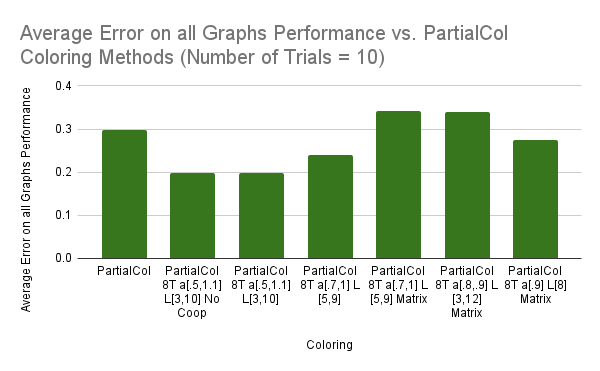 Average Error on all Graphs Performance vs. PartialCol
Coloring Methods (Number of Trials = 10)
Average Error on all Graphs Performance
0.4
0.3
0.2
0.1
0.0
PartialCol
PartialCol
8T a[.5,1.1]
L[3,10] No
Coop
PartialCol
8T a[.5,1.1]
L[3,10]
PartialCol
8T a[.7,1] L
[5,9]
PartialCol
8T a[.7,1] L
[5,9] Matrix
PartialCol
8T a[.8,.9] L
[3,12]
Matrix
PartialCol
8T a[.9] L[8]
Matrix
Coloring